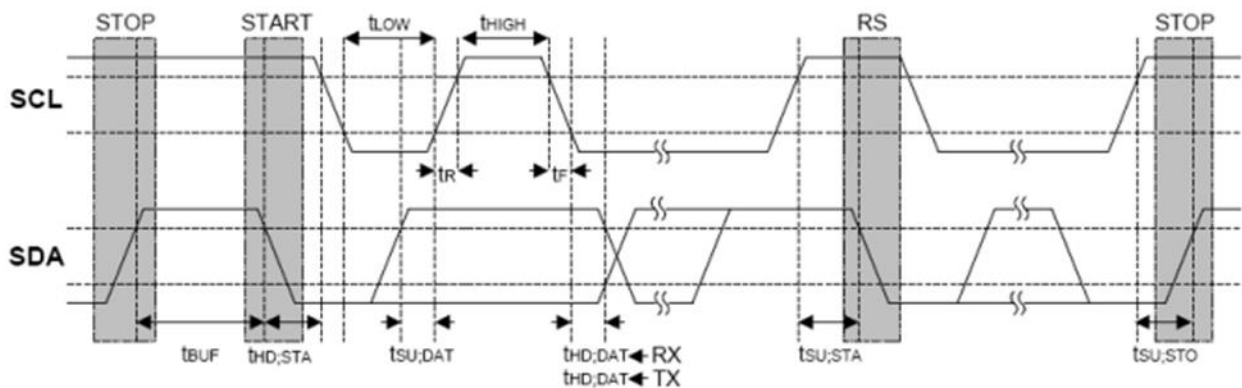 STOP START tLOW tHIGH RS STOP
SCL
tR tF
SDA
tBUF tHD;STA tSU;DAT tHD;DAT RX tSU;STA tSU;STO
tHD;DAT TX